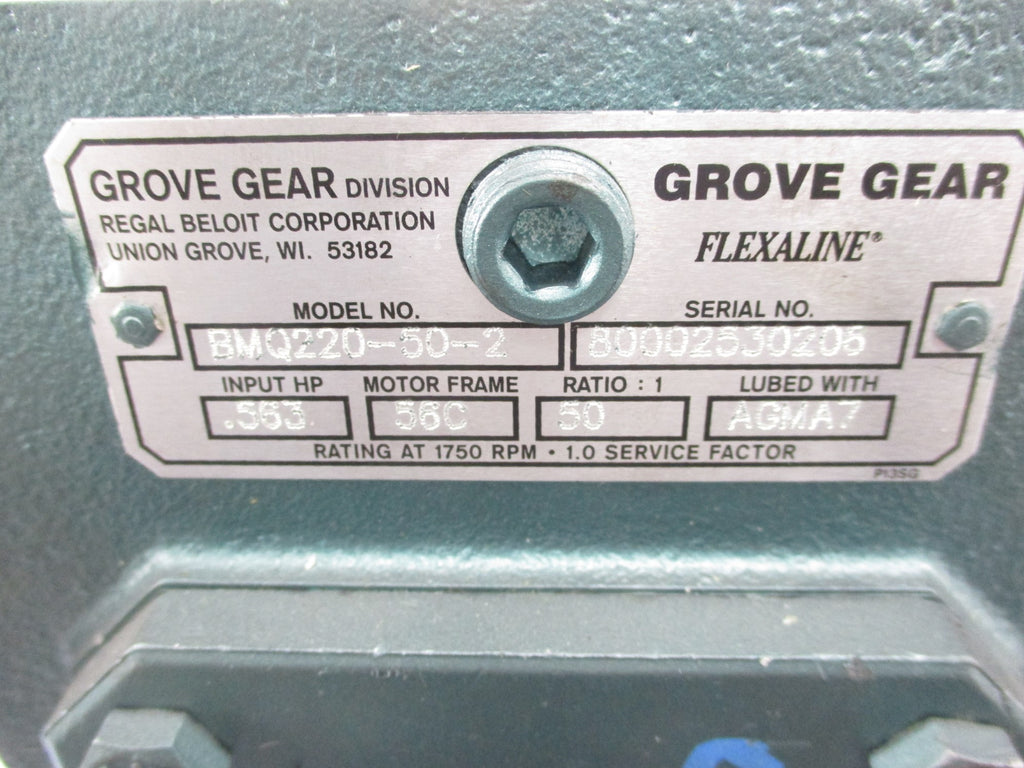 GROVE GEAR DIVISION
REGAL BELOIT CORPORATION
UNION GROVE, WI. 53182
GROVE GEAR
FLEXALINE®
MODEL NO.
SERIAL NO.
BMQ220-50-2
80002530206
INPUT HP
MOTOR FRAME
RATIO : 1
LUBED WITH
.563
56C
50
AGMA7
RATING AT 1750 RPM • 1.0 SERVICE FACTOR
P13SG